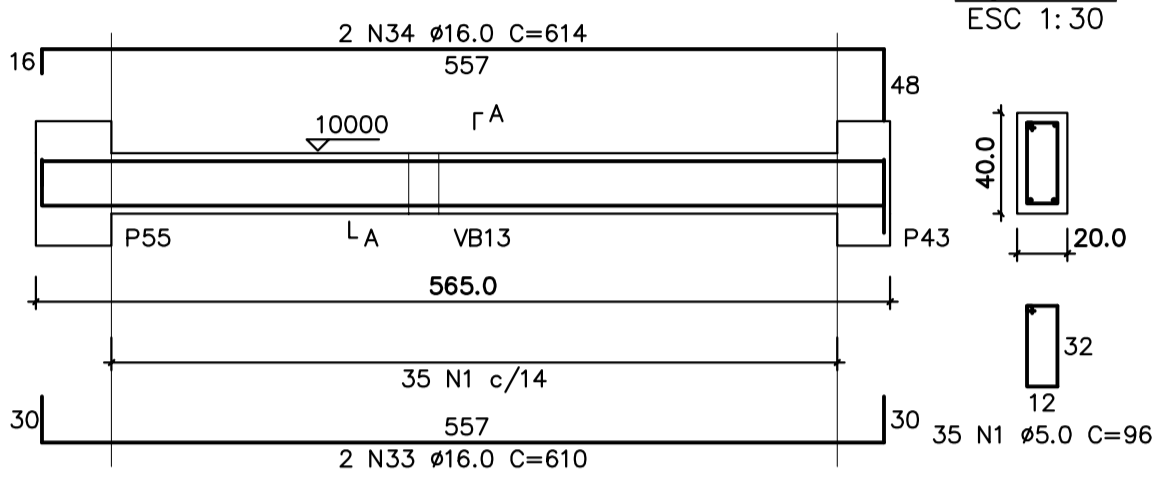 ESC 1:30
2 N34 ø16.0 C=614
16
557
48
A
10000
40.0
P55
A
VB13
P43
20.0
565.0
32
35 N1 c/14
12
30
557
30
35 N1 ø5.0 C=96
2 N33 ø16.0 C=610